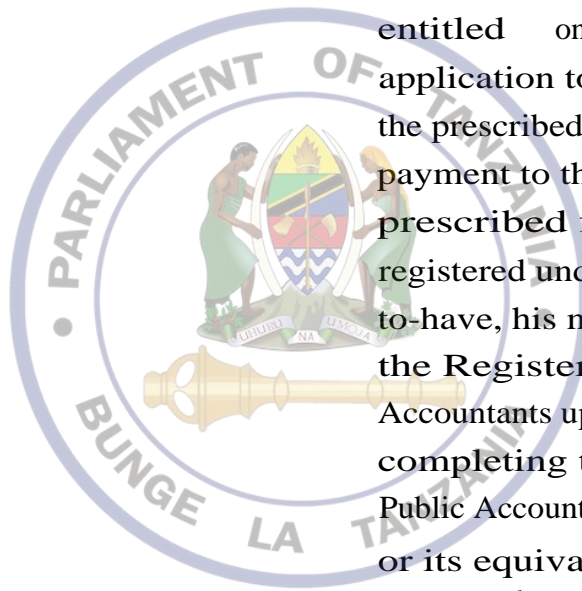 PARLIAMENT OF TANZANIA
BUNGE LA TANZANIA
UHURU NA UMOJA
entitled on
application to
the prescribed
payment to th
prescribed
registered und
to-have, his n
the Register
Accountants up
completing t
Public Account
or its equiva